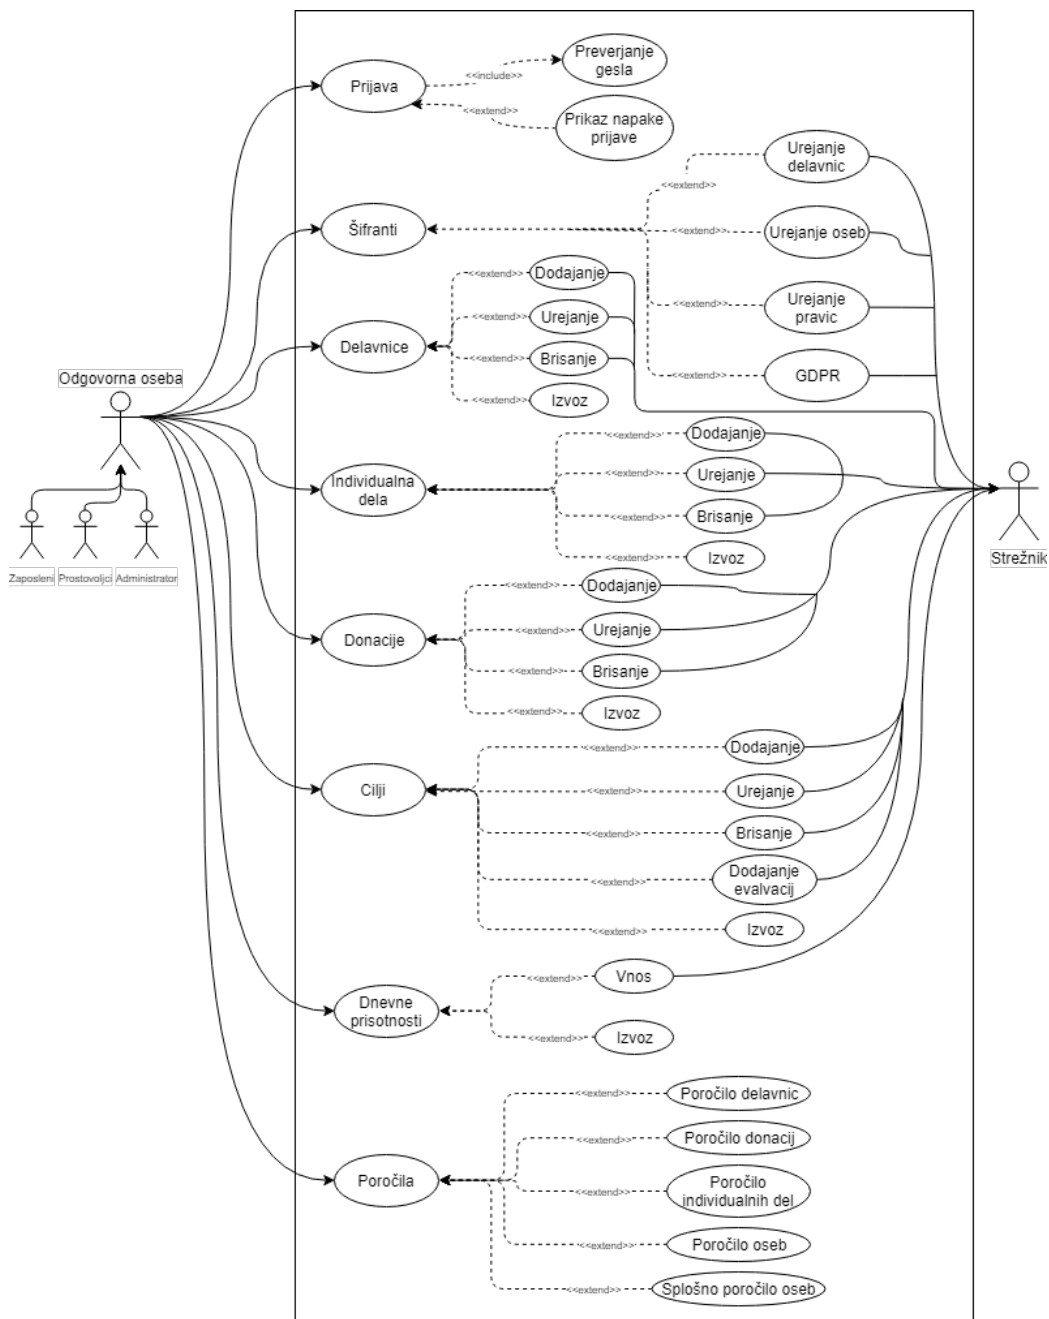 Preverjanje
gesla
<<include>>
Prijava
<<extend>>
Prikaz napake
prijave
Urejanje
delavnic
<<extend>>
Šifranti
<<extend>>
Urejanje oseb
<<extend>>
Dodajanje
<<extend>>
Urejanje
pravic
<<extend>>
Urejanje
Delavnice
<<extend>>
Brisanje
<<extend>>
GDPR
<<extend>>
Izvoz
Odgovorna oseba
<<extend>>
Dodajanje
Individualna
dela
<<extend>>
Urejanje
<<extend>>
Brisanje
<<extend>>
Izvoz
Strežnik
Zaposleni
Prostovoljci
Administrator
<<extend>>
Dodajanje
Donacije
<<extend>>
Urejanje
<<extend>>
Brisanje
<<extend>>
Izvoz
<<extend>>
Dodajanje
Cilji
<<extend>>
Urejanje
<<extend>>
Brisanje
<<extend>>
Dodajanje
evalvacij
<<extend>>
Izvoz
<<extend>>
Vnos
Dnevne
prisotnosti
<<extend>>
Izvoz
<<extend>>
Poročilo delavnic
<<extend>>
Poročilo donacij
Poročila
<<extend>>
Poročilo
individualnih del
<<extend>>
Poročilo oseb
<<extend>>
Splošno poročilo oseb